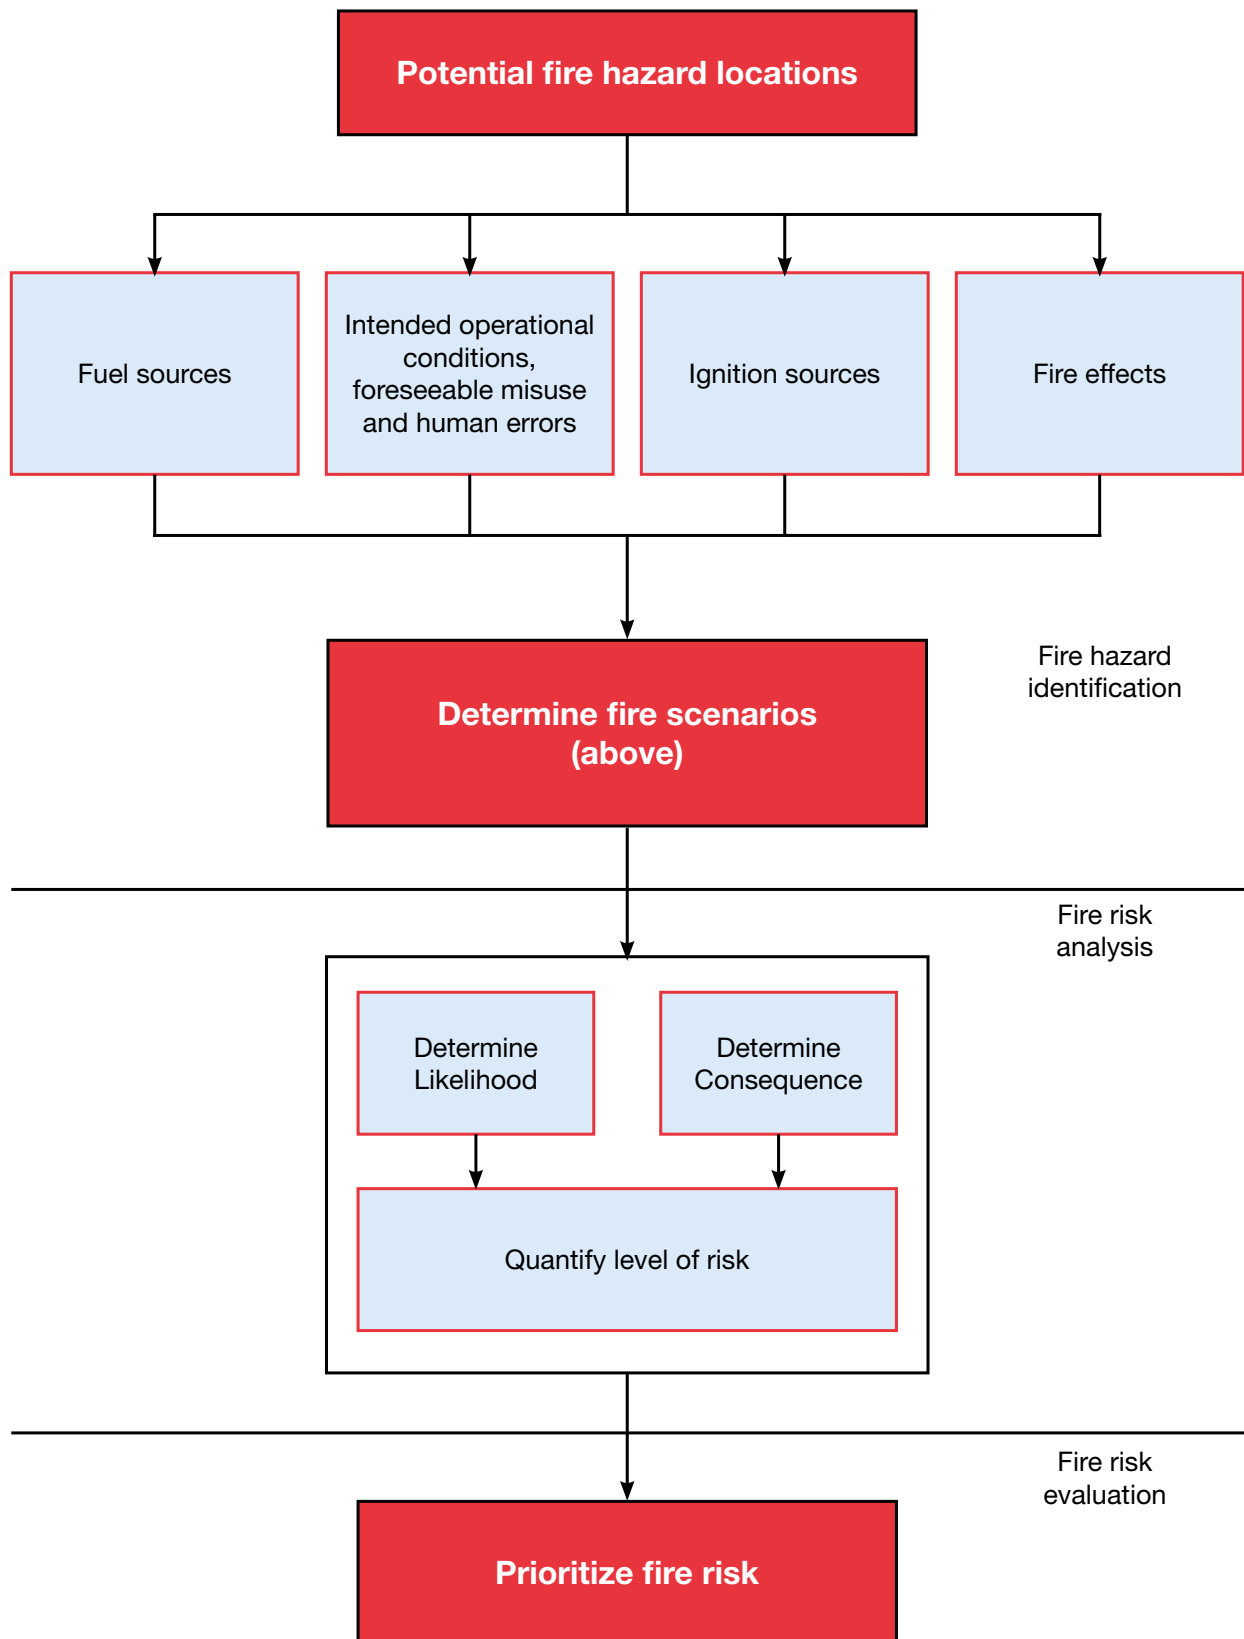 Potential fire hazard locations
Fuel sources
Intended operational
conditions,
foreseeable misuse
and human errors
Ignition sources
Fire effects
Fire hazard
identification
Determine fire scenarios
(above)
Fire risk
analysis
Determine
Likelihood
Determine
Consequence
Quantify level of risk
Fire risk
evaluation
Prioritize fire risk